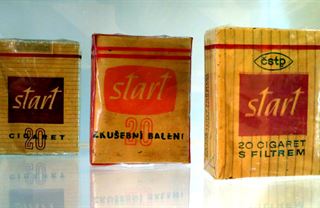 start
CIGARET
20
start
ZKUŠEBNÍ BALENÍ
20
čstp
start
20 CIGARET
S FILTREM